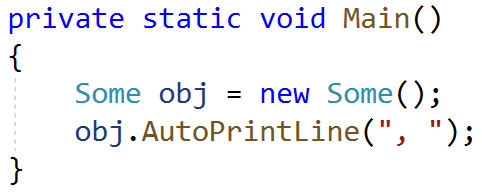 private static void Main()
{
    Some obj = new Some();
    obj.AutoPrintLine(", ");
}